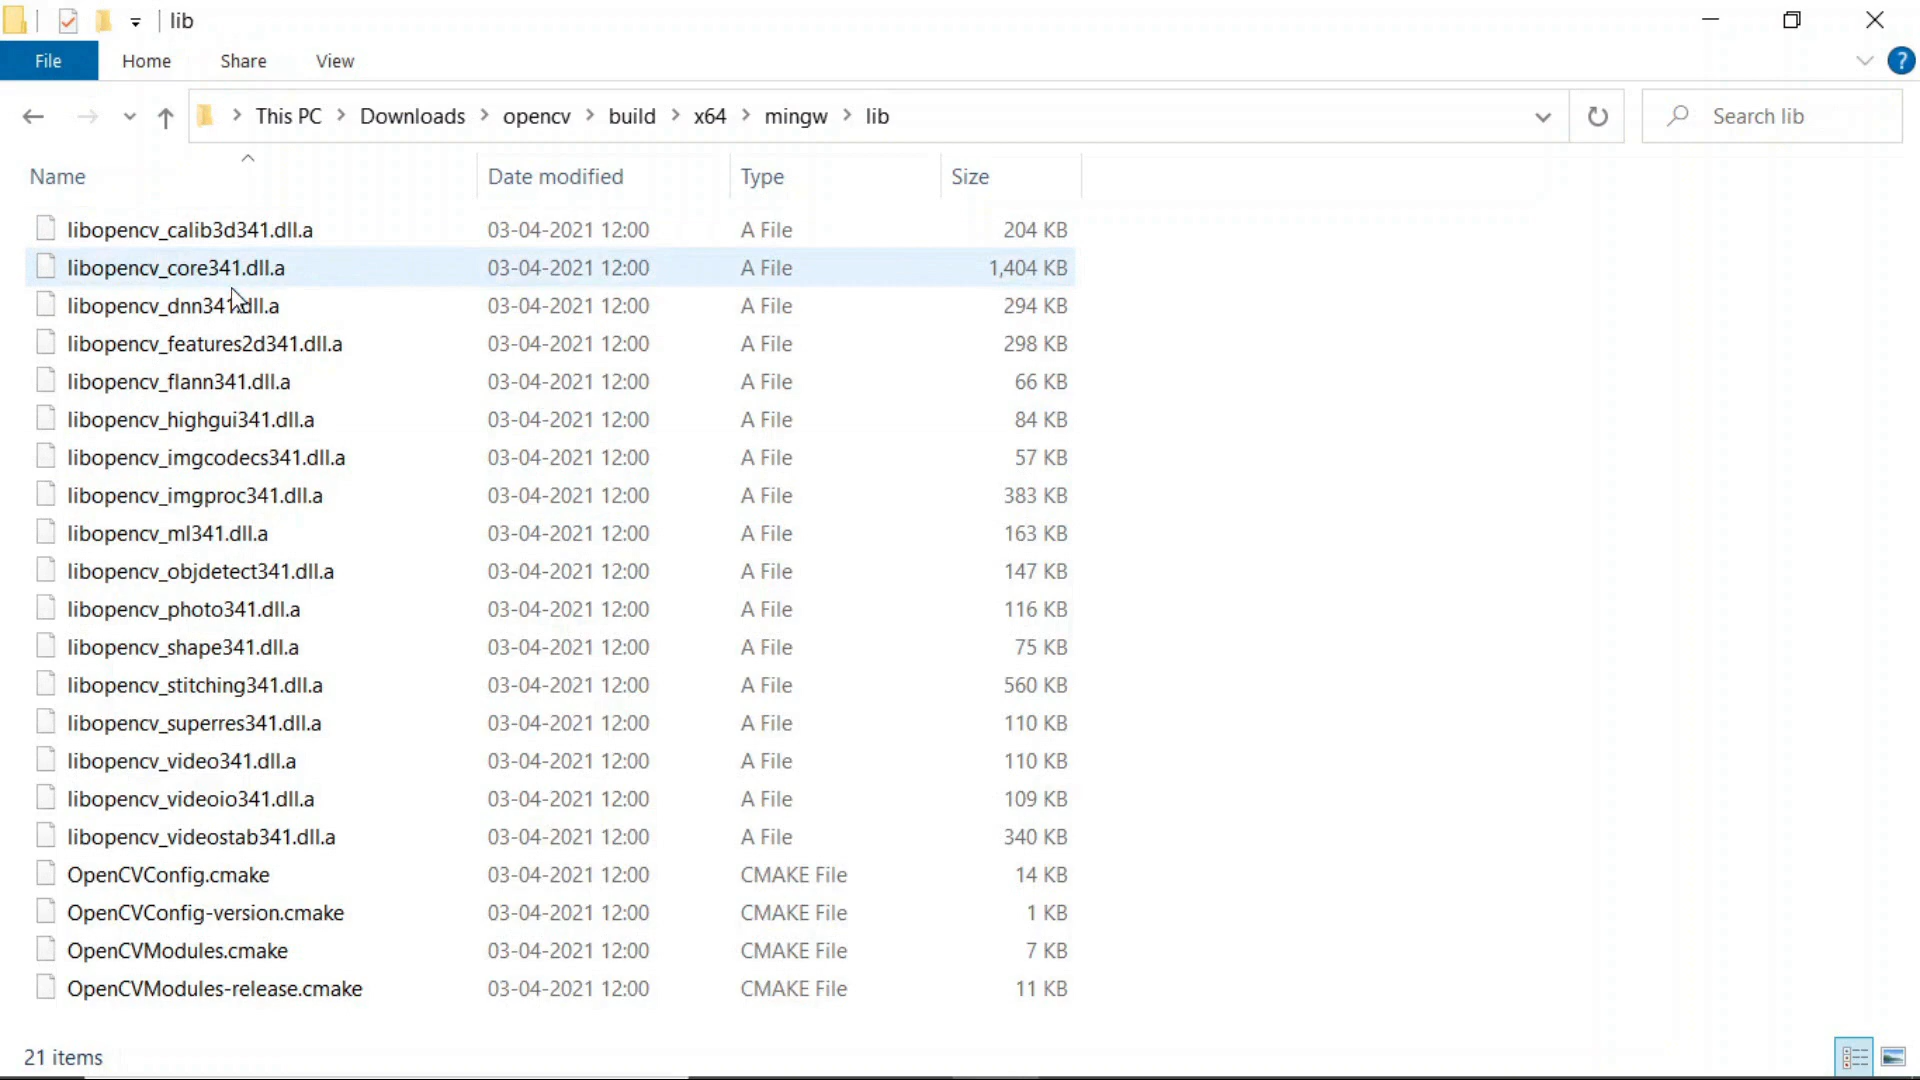 lib
File Home Share View
?
This PC > Downloads > opencv > build > x64 > mingw > lib
Search lib
Name Date modified Type Size
libopencv_calib3d341.dll.a 03-04-2021 12:00 A File 204 KB
libopencv_core341.dll.a 03-04-2021 12:00 A File 1,404 KB
libopencv_dnn341.dll.a 03-04-2021 12:00 A File 294 KB
libopencv_features2d341.dll.a 03-04-2021 12:00 A File 298 KB
libopencv_flann341.dll.a 03-04-2021 12:00 A File 66 KB
libopencv_highgui341.dll.a 03-04-2021 12:00 A File 84 KB
libopencv_imgcodecs341.dll.a 03-04-2021 12:00 A File 57 KB
libopencv_imgproc341.dll.a 03-04-2021 12:00 A File 383 KB
libopencv_ml341.dll.a 03-04-2021 12:00 A File 163 KB
libopencv_objdetect341.dll.a 03-04-2021 12:00 A File 147 KB
libopencv_photo341.dll.a 03-04-2021 12:00 A File 116 KB
libopencv_shape341.dll.a 03-04-2021 12:00 A File 75 KB
libopencv_stitching341.dll.a 03-04-2021 12:00 A File 560 KB
libopencv_superres341.dll.a 03-04-2021 12:00 A File 110 KB
libopencv_video341.dll.a 03-04-2021 12:00 A File 110 KB
libopencv_videoio341.dll.a 03-04-2021 12:00 A File 109 KB
libopencv_videostab341.dll.a 03-04-2021 12:00 A File 340 KB
OpenCVConfig.cmake 03-04-2021 12:00 CMAKE File 14 KB
OpenCVConfig-version.cmake 03-04-2021 12:00 CMAKE File 1 KB
OpenCVModules.cmake 03-04-2021 12:00 CMAKE File 7 KB
OpenCVModules-release.cmake 03-04-2021 12:00 CMAKE File 11 KB
21 items